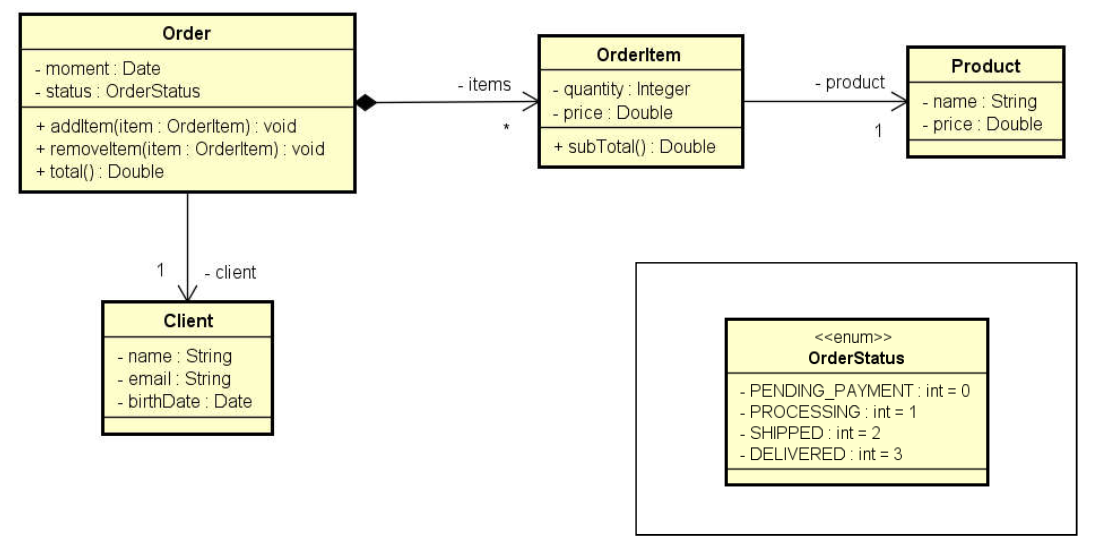 Order
- moment : Date
- status : OrderStatus
+ addItem(item : OrderItem) : void
+ removeItem(item : OrderItem) : void
+ total() : Double
- items
*
OrderItem
- quantity : Integer
- price : Double
+ subTotal() : Double
- product
1
Product
- name : String
- price : Double
1
- client
Client
- name : String
- email : String
- birthDate : Date
<<enum>>
OrderStatus
- PENDING_PAYMENT : int = 0
- PROCESSING : int = 1
- SHIPPED : int = 2
- DELIVERED : int = 3